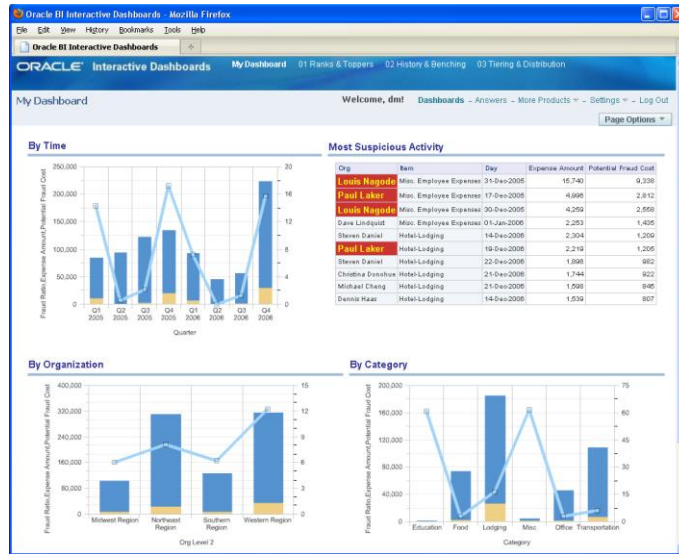 Oracle BI Interactive Dashboards - Mozilla Firefox
File Edit View History Bookmarks Tools Help
Oracle BI Interactive Dashboards
ORACLE Interactive Dashboards My Dashboard 01 Ranks & Toppers 02 History & Benching 03 Tiering & Distribution
My Dashboard Welcome, dm! Dashboards - Answers - More Products - Settings - Log Out
Page Options
By Time
Fraud Ratio,Expense Amount,Potential Fraud Cost
250,000 20
200,000 16
150,000 12
100,000 8
50,000 4
0 0
Q1 2005 Q2 2005 Q3 2005 Q4 2005 Q1 2006 Q2 2006 Q3 2006 Q4 2006
Quarter
Most Suspicious Activity
Org Item Day Expense Amount Potential Fraud Cost
Louis Nagode Misc. Employee Expenses 31-Dec-2005 15,740 9,338
Paul Laker Misc. Employee Expenses 17-Dec-2005 4,896 2,812
Louis Nagode Misc. Employee Expenses 30-Dec-2005 4,259 2,558
Dave Lindquist Misc. Employee Expenses 01-Jun-2006 2,253 1,435
Steven Daniel Hotel-Lodging 14-Dec-2006 2,304 1,209
Paul Laker Hotel-Lodging 19-Dec-2006 2,219 1,205
Steven Daniel Hotel-Lodging 22-Dec-2006 1,898 982
Christina Donohue Hotel-Lodging 21-Dec-2006 1,744 922
Michael Cheng Hotel-Lodging 21-Dec-2006 1,598 846
Dennis Haas Hotel-Lodging 14-Dec-2006 1,539 807
By Organization
Fraud Ratio,Expense Amount,Potential Fraud Cost
400,000 15
320,000 12
240,000 9
160,000 6
80,000 3
0 0
Midwest Region Northeast Region Southern Region Western Region
Org Level 2
By Category
Fraud Ratio,Expense Amount,Potential Fraud Cost
200,000 75
160,000 60
120,000 45
80,000 30
40,000 15
0 0
Education Food Lodging Misc Office Transportation
Category